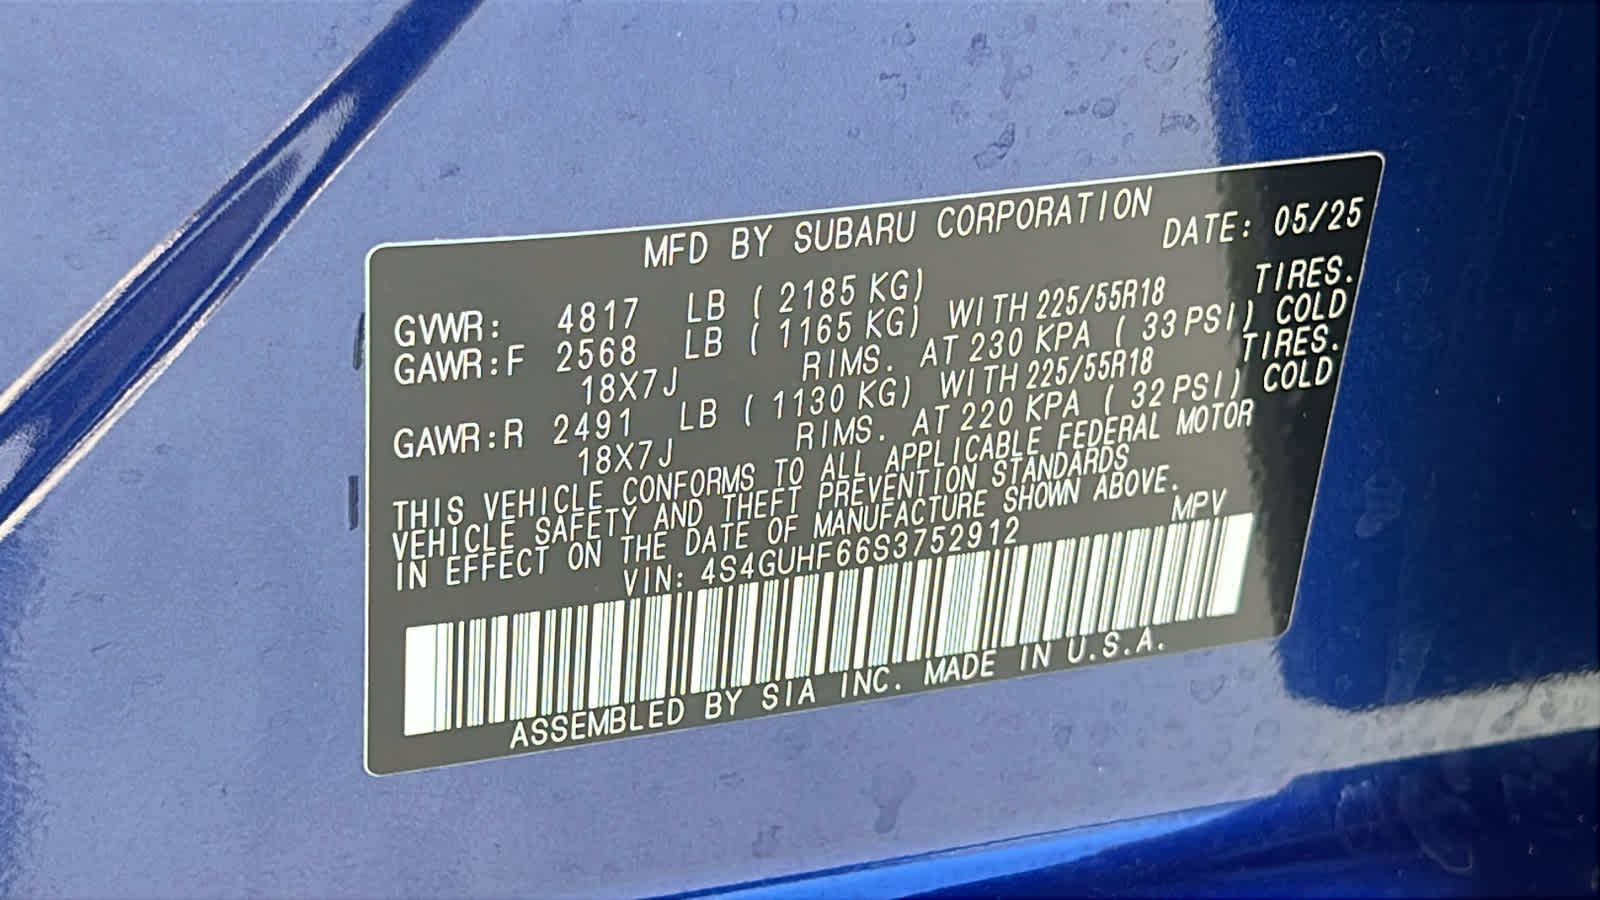 MFD BY SUBARU CORPORATION
DATE: 05/25
GVWR: 4817 LB ( 2185 KG)
GAWR:F 2568 LB ( 1165 KG) WITH 225/55R18 TIRES.
18X7J RIMS. AT 230 KPA ( 33 PSI) COLD
GAWR:R 2491 LB ( 1130 KG) WITH 225/55R18 TIRES.
18X7J RIMS. AT 220 KPA ( 32 PSI) COLD
THIS VEHICLE CONFORMS TO ALL APPLICABLE FEDERAL MOTOR
VEHICLE SAFETY AND THEFT PREVENTION STANDARDS
IN EFFECT ON THE DATE OF MANUFACTURE SHOWN ABOVE.
VIN: 4S4GUHF66S3752912 MPV
ASSEMBLED BY SIA INC. MADE IN U.S.A.